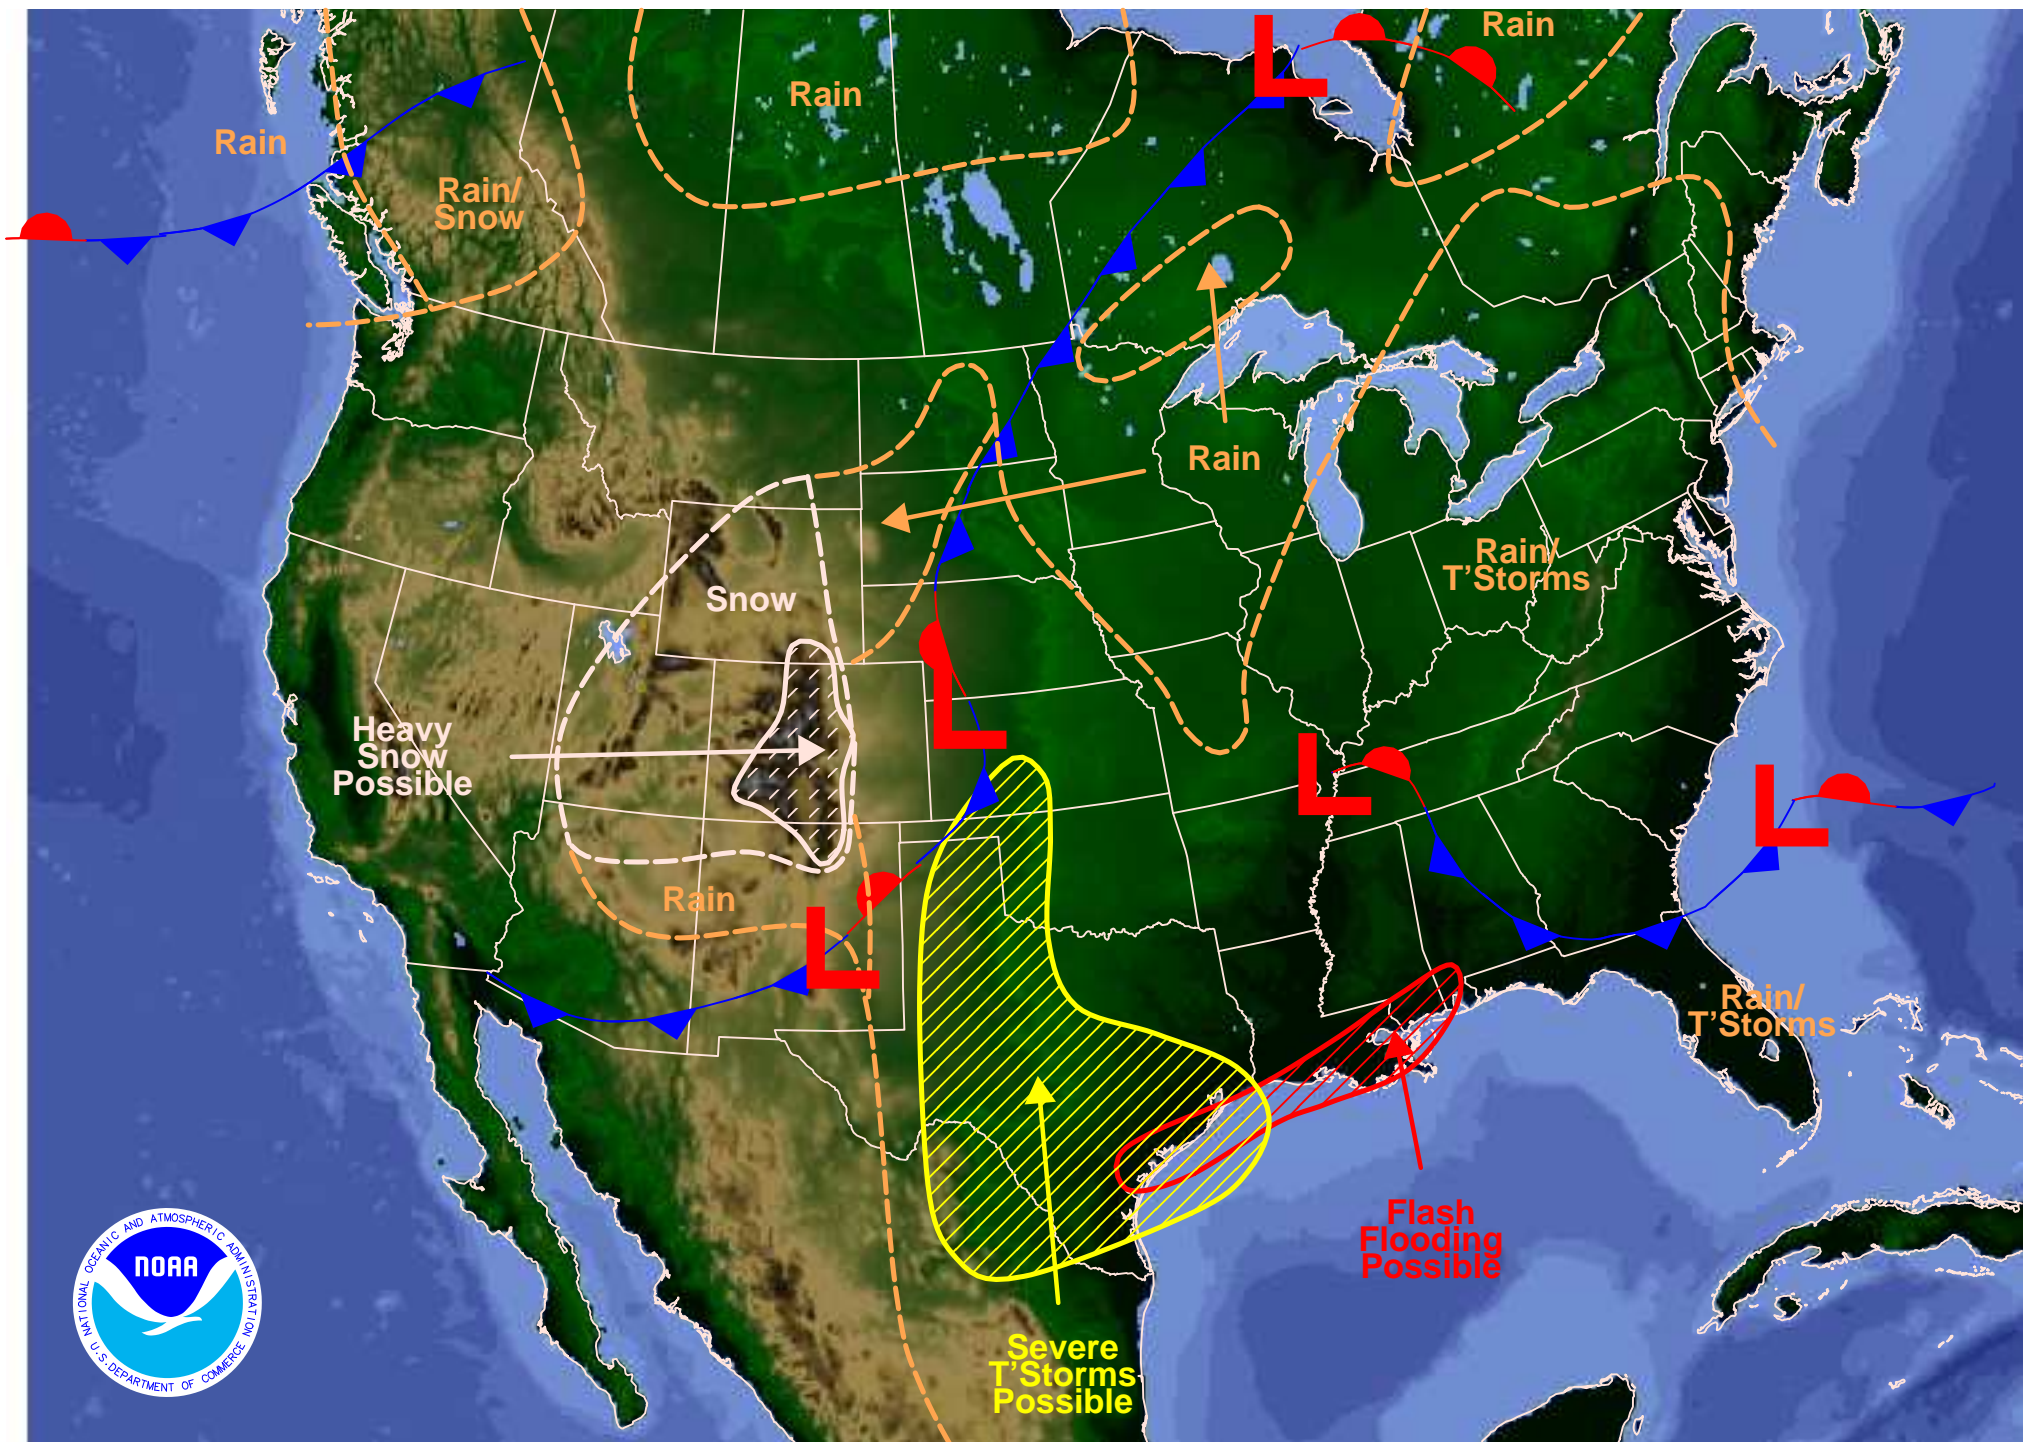 Rain
Rain
L
Rain
Rain/
Snow
Rain
Rain/
T'Storms
Snow
Heavy
Snow
Possible
L
L
L
Rain
L
Rain/
T'Storms
Flash
Flooding
Possible
Severe
T'Storms
Possible
NATIONAL OCEANIC AND ATMOSPHERIC ADMINISTRATION
NOAA
U.S. DEPARTMENT OF COMMERCE